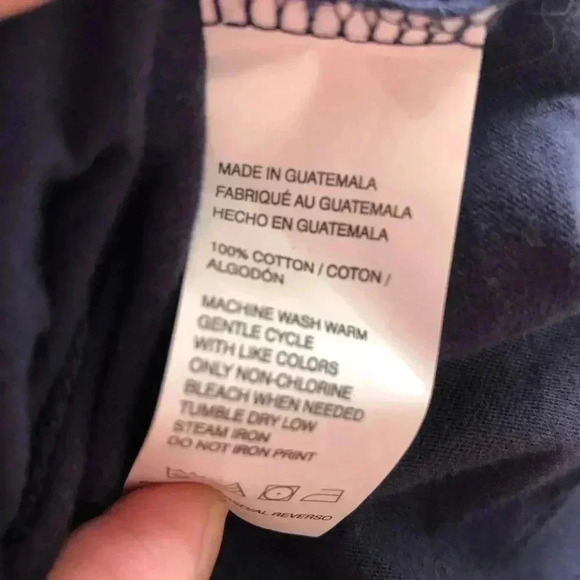 MADE IN GUATEMALA
FABRIQUÉ AU GUATEMALA
HECHO EN GUATEMALA
100% COTTON / COTON /
ALGODÓN
MACHINE WASH WARM
GENTLE CYCLE
WITH LIKE COLORS
ONLY NON-CHLORINE
BLEACH WHEN NEEDED
TUMBLE DRY LOW
STEAM IRON
DO NOT IRON PRINT
REVERSO